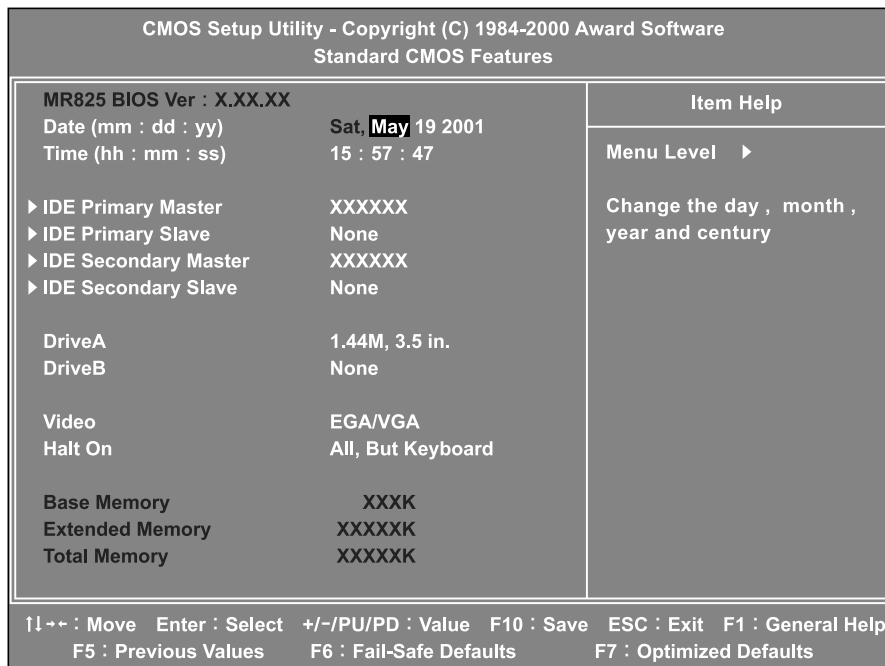 CMOS Setup Utility - Copyright (C) 1984-2000 Award Software
Standard CMOS Features
MR825 BIOS Ver : X.XX.XX
Date (mm : dd : yy) Sat, May 19 2001
Time (hh : mm : ss) 15 : 57 : 47
▶ IDE Primary Master XXXXXX
▶ IDE Primary Slave None
▶ IDE Secondary Master XXXXXX
▶ IDE Secondary Slave None
DriveA 1.44M, 3.5 in.
DriveB None
Video EGA/VGA
Halt On All, But Keyboard
Base Memory XXXK
Extended Memory XXXXXK
Total Memory XXXXXK
Item Help
Menu Level ▶
Change the day , month ,
year and century
↑↓→← : Move Enter : Select +/-/PU/PD : Value F10 : Save ESC : Exit F1 : General Help
F5 : Previous Values F6 : Fail-Safe Defaults F7 : Optimized Defaults